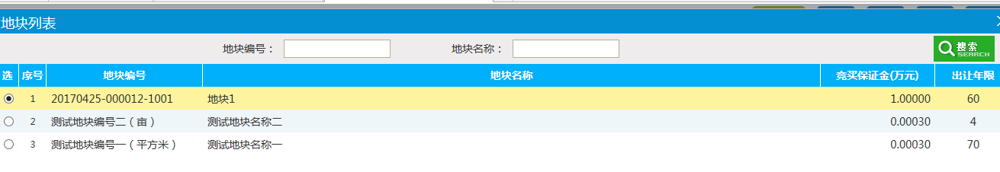 地块列表
地块编号： 地块名称： 搜索 SEARCH
选 序号 地块编号 地块名称 竞买保证金(万元) 出让年限
1 20170425-000012-1001 地块1 1.00000 60
2 测试地块编号二（亩） 测试地块名称二 0.00030 4
3 测试地块编号一（平方米） 测试地块名称一 0.00030 70